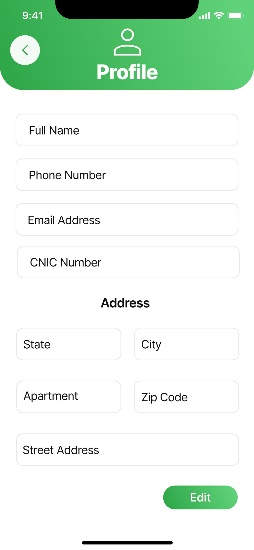 9:41
Profile
Full Name
Phone Number
Email Address
CNIC Number
Address
State
City
Apartment
Zip Code
Street Address
Edit